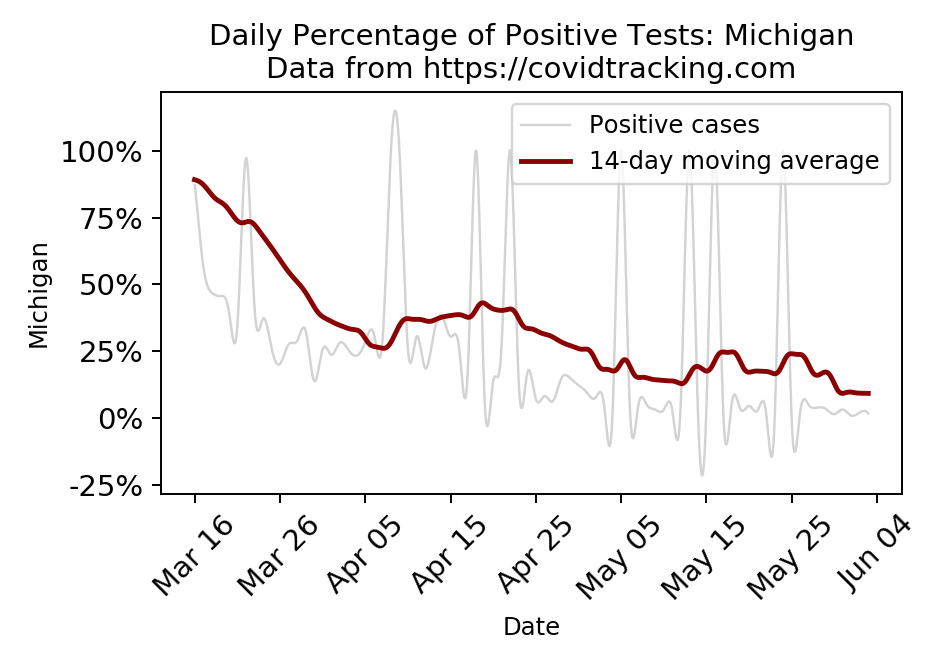 Daily Percentage of Positive Tests: Michigan
Data from https://covidtracking.com
Positive cases
14-day moving average
100%
75%
50%
25%
0%
-25%
Michigan
Mar 16
Mar 26
Apr 05
Apr 15
Apr 25
May 05
May 15
May 25
Jun 04
Date